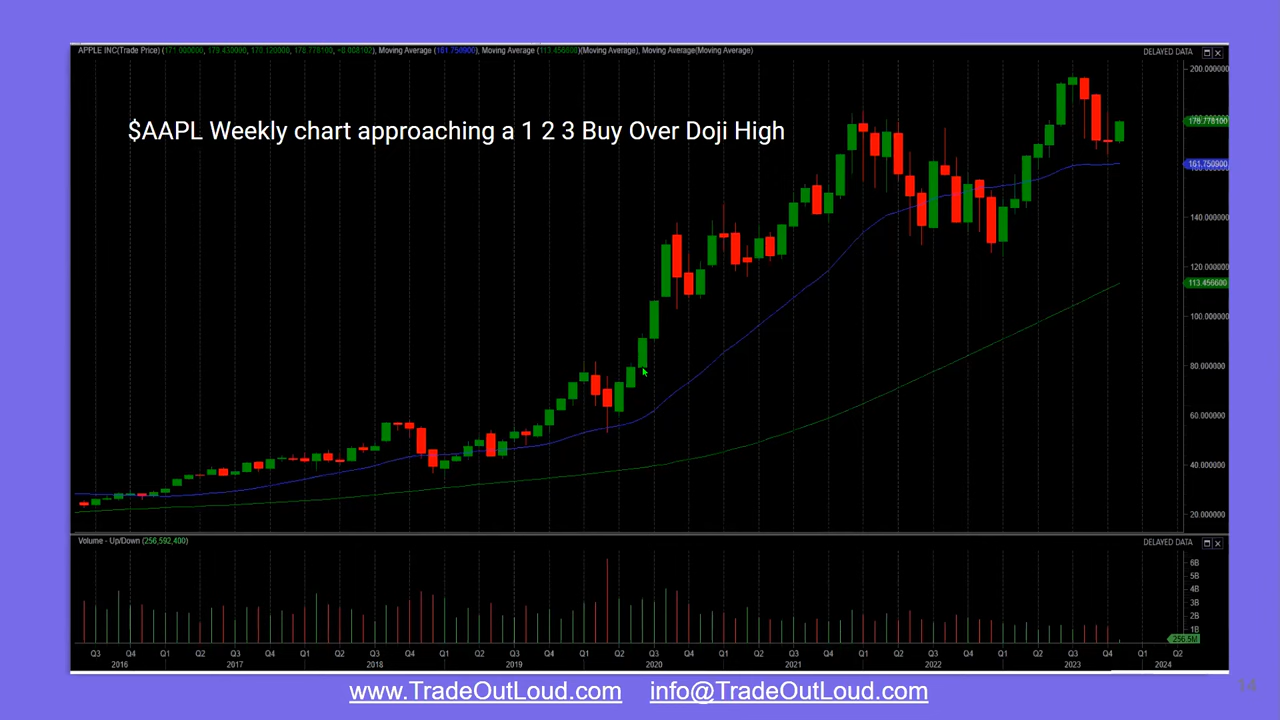 APPLE INC(Trade Price) (171.000000, 179.430000, 170.120000, 178.778100, +8.008102), Moving Average (161.750900), Moving Average (113.456600)(Moving Average), Moving Average(Moving Average)
DELAYED DATA
$AAPL Weekly chart approaching a 1 2 3 Buy Over Doji High
200.000000
178.778100
161.750900
140.000000
120.000000
113.456600
100.000000
80.000000
60.000000
40.000000
20.000000
Volume - Up/Down (256,592,400)
DELAYED DATA
6B
5B
4B
3B
2B
1B
256.5M
Q3 Q4 Q1 Q2 Q3 Q4 Q1 Q2 Q3 Q4 Q1 Q2 Q3 Q4 Q1 Q2 Q3 Q4 Q1 Q2 Q3 Q4 Q1 Q2 Q3 Q4 Q1 Q2 Q3 Q4 Q1 Q2
2016 2017 2018 2019 2020 2021 2022 2023 2024
www.TradeOutLoud.com info@TradeOutLoud.com
14